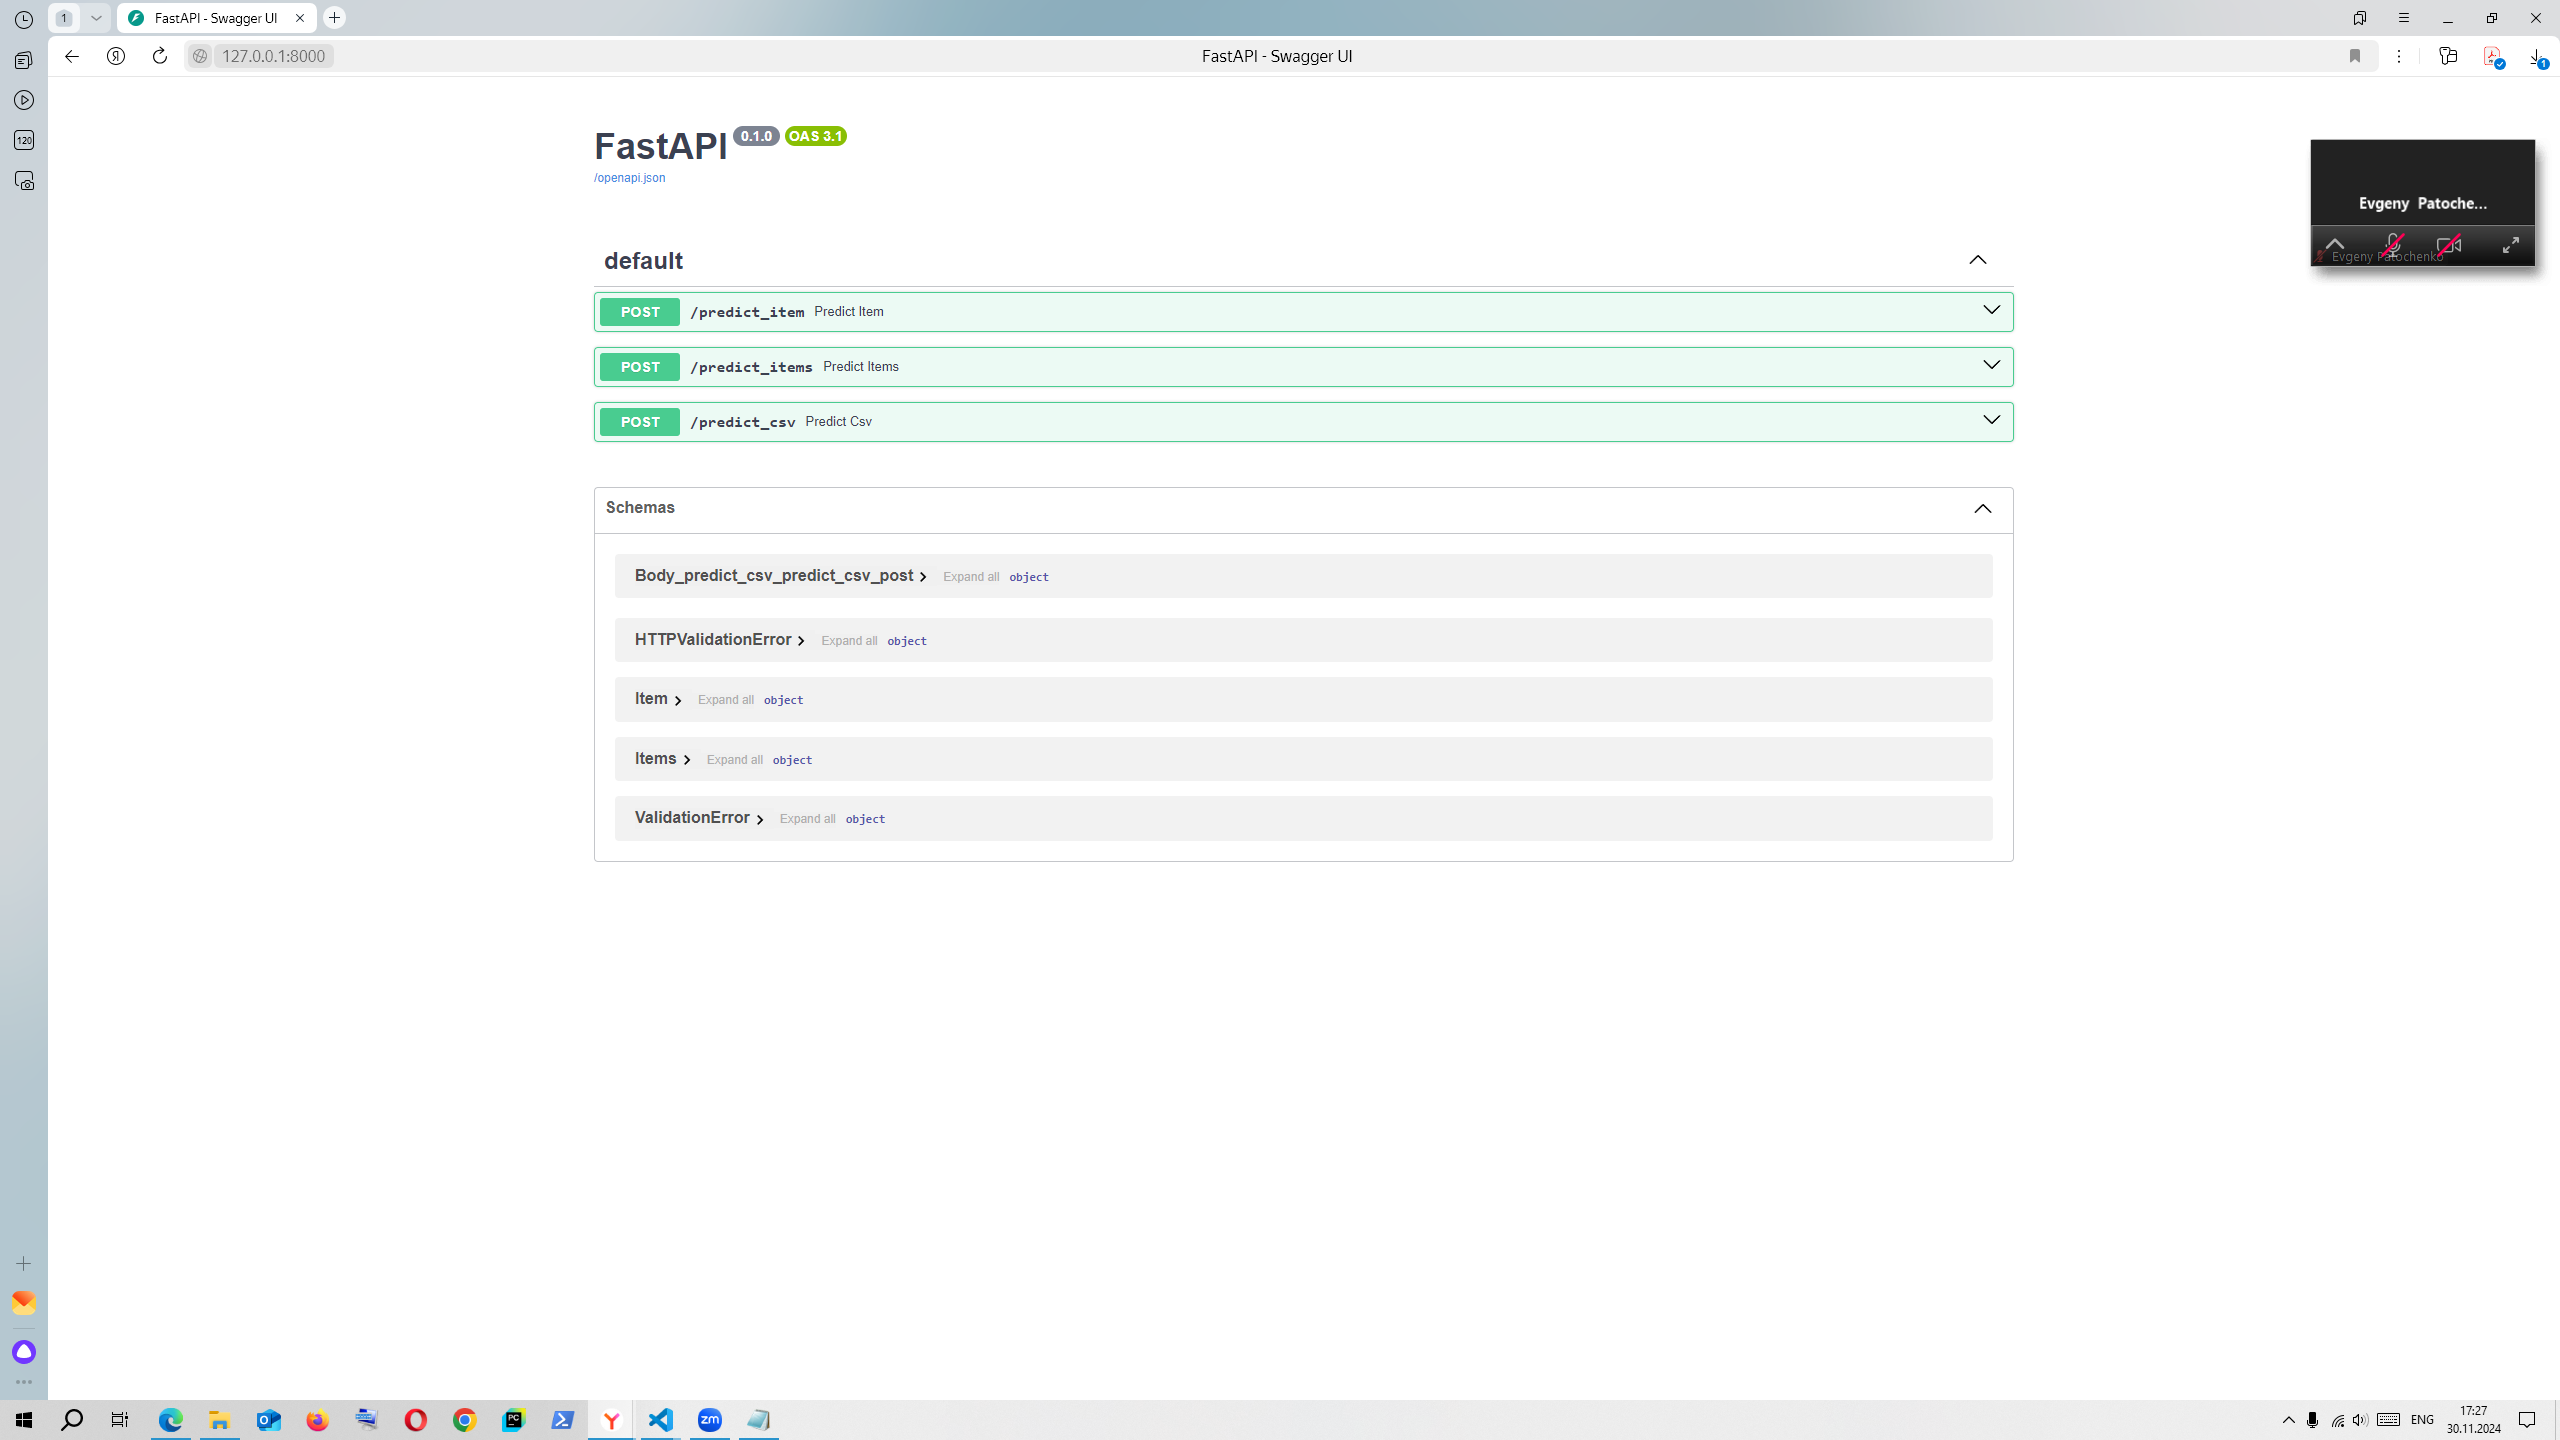 1
FastAPI - Swagger UI
127.0.0.1:8000
FastAPI - Swagger UI
120
1
FastAPI 0.1.0 OAS 3.1
/openapi.json
Evgeny Patoche...
Evgeny Patochenko
default
POST /predict_item Predict Item
POST /predict_items Predict Items
POST /predict_csv Predict Csv
Schemas
Body_predict_csv_predict_csv_post Expand all object
HTTPValidationError Expand all object
Item Expand all object
Items Expand all object
ValidationError Expand all object
PC
zm
ENG
17:27
30.11.2024